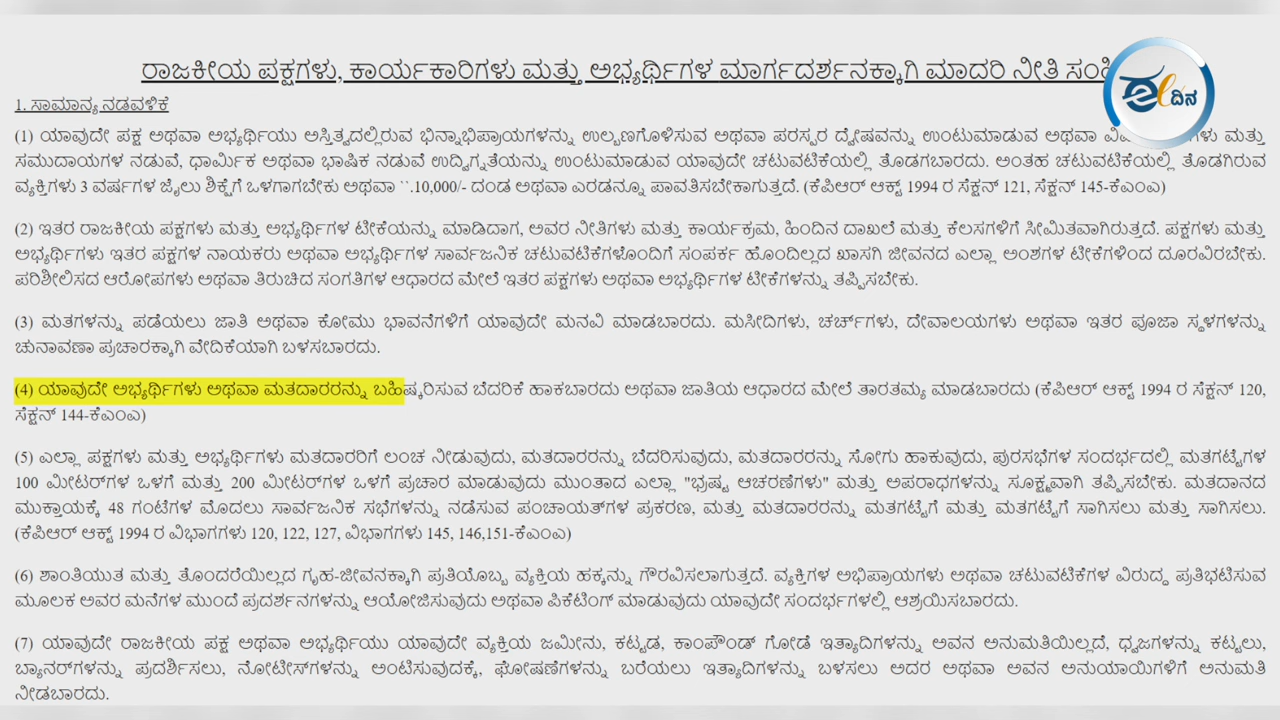 ರಾಜಕೀಯ ಪಕ್ಷಗಳು, ಕಾರ್ಯಕಾರಿಗಳು ಮತ್ತು ಅಭ್ಯರ್ಥಿಗಳ ಮಾರ್ಗದರ್ಶನಕ್ಕಾಗಿ ಮಾದರಿ ನೀತಿ
eದಿನ
1. ಸಾಮಾನ್ಯ ನಡವಳಿಕೆ
(1) ಯಾವುದೇ ಪಕ್ಷ ಅಥವಾ ಅಭ್ಯರ್ಥಿಯು ಅಸ್ತಿತ್ವದಲ್ಲಿರುವ ಭಿನ್ನಾಭಿಪ್ರಾಯಗಳನ್ನು ಉಲ್ಬಣಗೊಳಿಸುವ ಅಥವಾ ಪರಸ್ಪರ ದ್ವೇಷವನ್ನು ಉಂಟುಮಾಡುವ ಅಥವಾ ಮತ್ತು
ಸಮುದಾಯಗಳ ನಡುವೆ, ಧಾರ್ಮಿಕ ಅಥವಾ ಭಾಷಿಕ ನಡುವೆ ಉದ್ವಿಗ್ನತೆಯನ್ನು ಉಂಟುಮಾಡುವ ಯಾವುದೇ ಚಟುವಟಿಕೆಯಲ್ಲಿ ತೊಡಗಬಾರದು. ಅಂತಹ ಚಟುವಟಿಕೆಯಲ್ಲಿ ತೊಡಗಿರುವ
ವ್ಯಕ್ತಿಗಳು 3 ವರ್ಷಗಳ ಜೈಲು ಶಿಕ್ಷೆಗೆ ಒಳಗಾಗಬೇಕು ಅಥವಾ ``.10,000/- ದಂಡ ಅಥವಾ ಎರಡನ್ನೂ ಪಾವತಿಸಬೇಕಾಗುತ್ತದೆ. (ಕೆಪಿಆರ್ ಆಕ್ಟ್ 1994 ರ ಸೆಕ್ಷನ್ 121, ಸೆಕ್ಷನ್ 145-ಕೆಎಂಎ)
(2) ಇತರ ರಾಜಕೀಯ ಪಕ್ಷಗಳು ಮತ್ತು ಅಭ್ಯರ್ಥಿಗಳ ಟೀಕೆಯನ್ನು ಮಾಡಿದಾಗ, ಅವರ ನೀತಿಗಳು ಮತ್ತು ಕಾರ್ಯಕ್ರಮ, ಹಿಂದಿನ ದಾಖಲೆ ಮತ್ತು ಕೆಲಸಗಳಿಗೆ ಸೀಮಿತವಾಗಿರುತ್ತದೆ. ಪಕ್ಷಗಳು ಮತ್ತು
ಅಭ್ಯರ್ಥಿಗಳು ಇತರ ಪಕ್ಷಗಳ ನಾಯಕರು ಅಥವಾ ಅಭ್ಯರ್ಥಿಗಳ ಸಾರ್ವಜನಿಕ ಚಟುವಟಿಕೆಗಳೊಂದಿಗೆ ಸಂಪರ್ಕ ಹೊಂದಿಲ್ಲದ ಖಾಸಗಿ ಜೀವನದ ಎಲ್ಲಾ ಅಂಶಗಳ ಟೀಕೆಗಳಿಂದ ದೂರವಿರಬೇಕು.
ಪರಿಶೀಲಿಸದ ಆರೋಪಗಳು ಅಥವಾ ತಿರುಚಿದ ಸಂಗತಿಗಳ ಆಧಾರದ ಮೇಲೆ ಇತರ ಪಕ್ಷಗಳು ಅಥವಾ ಅಭ್ಯರ್ಥಿಗಳ ಟೀಕೆಗಳನ್ನು ತಪ್ಪಿಸಬೇಕು.
(3) ಮತಗಳನ್ನು ಪಡೆಯಲು ಜಾತಿ ಅಥವಾ ಕೋಮು ಭಾವನೆಗಳಿಗೆ ಯಾವುದೇ ಮನವಿ ಮಾಡಬಾರದು. ಮಸೀದಿಗಳು, ಚರ್ಚ್‌ಗಳು, ದೇವಾಲಯಗಳು ಅಥವಾ ಇತರ ಪೂಜಾ ಸ್ಥಳಗಳನ್ನು
ಚುನಾವಣಾ ಪ್ರಚಾರಕ್ಕಾಗಿ ವೇದಿಕೆಯಾಗಿ ಬಳಸಬಾರದು.
(4) ಯಾವುದೇ ಅಭ್ಯರ್ಥಿಗಳು ಅಥವಾ ಮತದಾರರನ್ನು ಬಹಿಷ್ಕರಿಸುವ ಬೆದರಿಕೆ ಹಾಕಬಾರದು ಅಥವಾ ಜಾತಿಯ ಆಧಾರದ ಮೇಲೆ ತಾರತಮ್ಯ ಮಾಡಬಾರದು (ಕೆಪಿಆರ್ ಆಕ್ಟ್ 1994 ರ ಸೆಕ್ಷನ್ 120,
ಸೆಕ್ಷನ್ 144-ಕೆಎಂಎ)
(5) ಎಲ್ಲಾ ಪಕ್ಷಗಳು ಮತ್ತು ಅಭ್ಯರ್ಥಿಗಳು ಮತದಾರರಿಗೆ ಲಂಚ ನೀಡುವುದು, ಮತದಾರರನ್ನು ಬೆದರಿಸುವುದು, ಮತದಾರರನ್ನು ಸೋಗು ಹಾಕುವುದು, ಪುರಸಭೆಗಳ ಸಂದರ್ಭದಲ್ಲಿ ಮತಗಟ್ಟೆಗಳ
100 ಮೀಟರ್‌ಗಳ ಒಳಗೆ ಮತ್ತು 200 ಮೀಟರ್‌ಗಳ ಒಳಗೆ ಪ್ರಚಾರ ಮಾಡುವುದು ಮುಂತಾದ ಎಲ್ಲಾ "ಭ್ರಷ್ಟ ಆಚರಣೆಗಳು" ಮತ್ತು ಅಪರಾಧಗಳನ್ನು ಸೂಕ್ಷ್ಮವಾಗಿ ತಪ್ಪಿಸಬೇಕು. ಮತದಾನದ
ಮುಕ್ತಾಯಕ್ಕೆ 48 ಗಂಟೆಗಳ ಮೊದಲು ಸಾರ್ವಜನಿಕ ಸಭೆಗಳನ್ನು ನಡೆಸುವ ಪಂಚಾಯತ್‌ಗಳ ಪ್ರಕರಣ, ಮತ್ತು ಮತದಾರರನ್ನು ಮತಗಟ್ಟೆಗೆ ಮತ್ತು ಮತಗಟ್ಟೆಗೆ ಸಾಗಿಸಲು ಮತ್ತು ಸಾಗಿಸಲು.
(ಕೆಪಿಆರ್ ಆಕ್ಟ್ 1994 ರ ವಿಭಾಗಗಳು 120, 122, 127, ವಿಭಾಗಗಳು 145, 146,151-ಕೆಎಂಎ)
(6) ಶಾಂತಿಯುತ ಮತ್ತು ತೊಂದರೆಯಿಲ್ಲದ ಗೃಹ-ಜೀವನಕ್ಕಾಗಿ ಪ್ರತಿಯೊಬ್ಬ ವ್ಯಕ್ತಿಯ ಹಕ್ಕನ್ನು ಗೌರವಿಸಲಾಗುತ್ತದೆ. ವ್ಯಕ್ತಿಗಳ ಅಭಿಪ್ರಾಯಗಳು ಅಥವಾ ಚಟುವಟಿಕೆಗಳ ವಿರುದ್ಧ ಪ್ರತಿಭಟಿಸುವ
ಮೂಲಕ ಅವರ ಮನೆಗಳ ಮುಂದೆ ಪ್ರದರ್ಶನಗಳನ್ನು ಆಯೋಜಿಸುವುದು ಅಥವಾ ಪಿಕೆಟಿಂಗ್ ಮಾಡುವುದು ಯಾವುದೇ ಸಂದರ್ಭಗಳಲ್ಲಿ ಆಶ್ರಯಿಸಬಾರದು.
(7) ಯಾವುದೇ ರಾಜಕೀಯ ಪಕ್ಷ ಅಥವಾ ಅಭ್ಯರ್ಥಿಯು ಯಾವುದೇ ವ್ಯಕ್ತಿಯ ಜಮೀನು, ಕಟ್ಟಡ, ಕಾಂಪೌಂಡ್ ಗೋಡೆ ಇತ್ಯಾದಿಗಳನ್ನು ಅವನ ಅನುಮತಿಯಿಲ್ಲದೆ, ಧ್ವಜಗಳನ್ನು ಕಟ್ಟಲು,
ಬ್ಯಾನರ್‌ಗಳನ್ನು ಪ್ರದರ್ಶಿಸಲು, ನೋಟೀಸ್‌ಗಳನ್ನು ಅಂಟಿಸುವುದಕ್ಕೆ, ಘೋಷಣೆಗಳನ್ನು ಬರೆಯಲು ಇತ್ಯಾದಿಗಳನ್ನು ಬಳಸಲು ಅದರ ಅಥವಾ ಅವನ ಅನುಯಾಯಿಗಳಿಗೆ ಅನುಮತಿ
ನೀಡಬಾರದು.